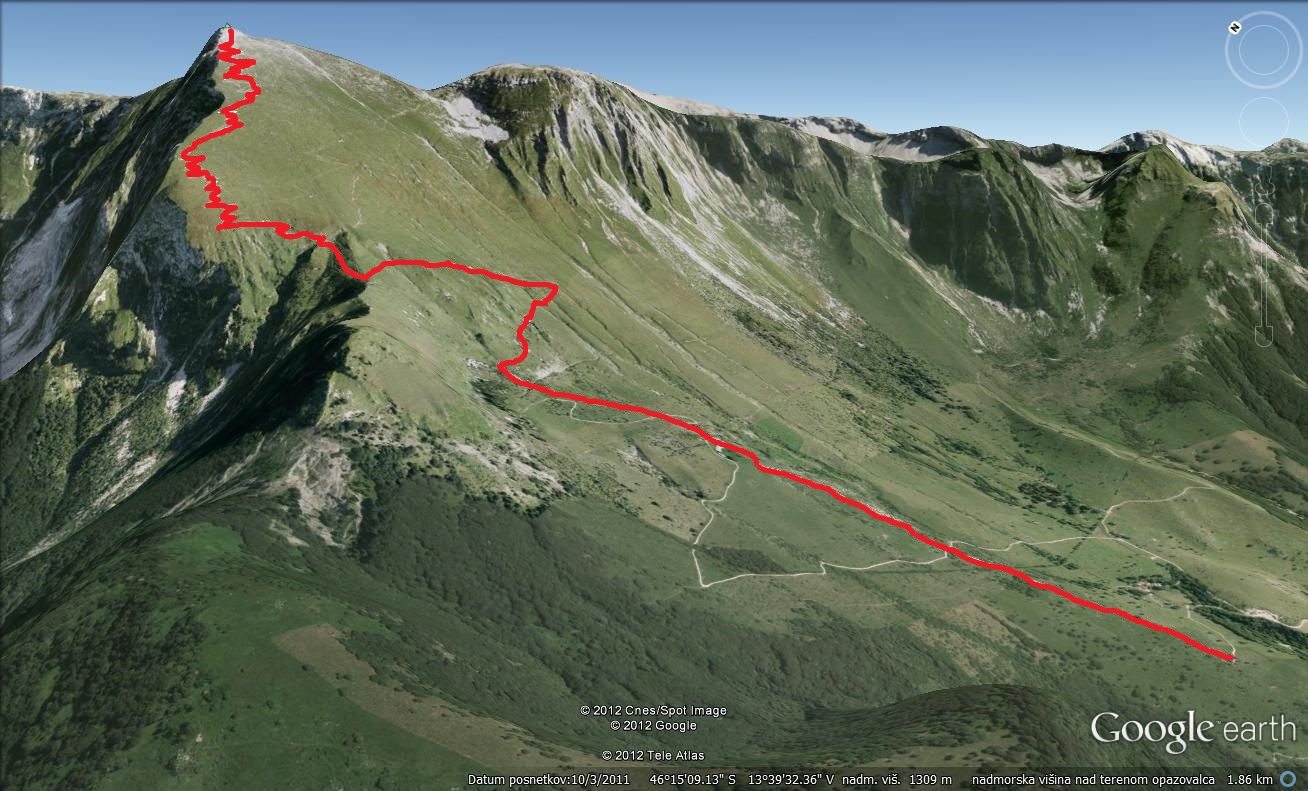 N
© 2012 Cnes/Spot Image
© 2012 Google
© 2012 Tele Atlas
Google earth
Datum posnetkov:10/3/2011 46°15'09.13" S 13°39'32.36" V nadm. viš. 1309 m nadmorska višina nad terenom opazovalca 1.86 km